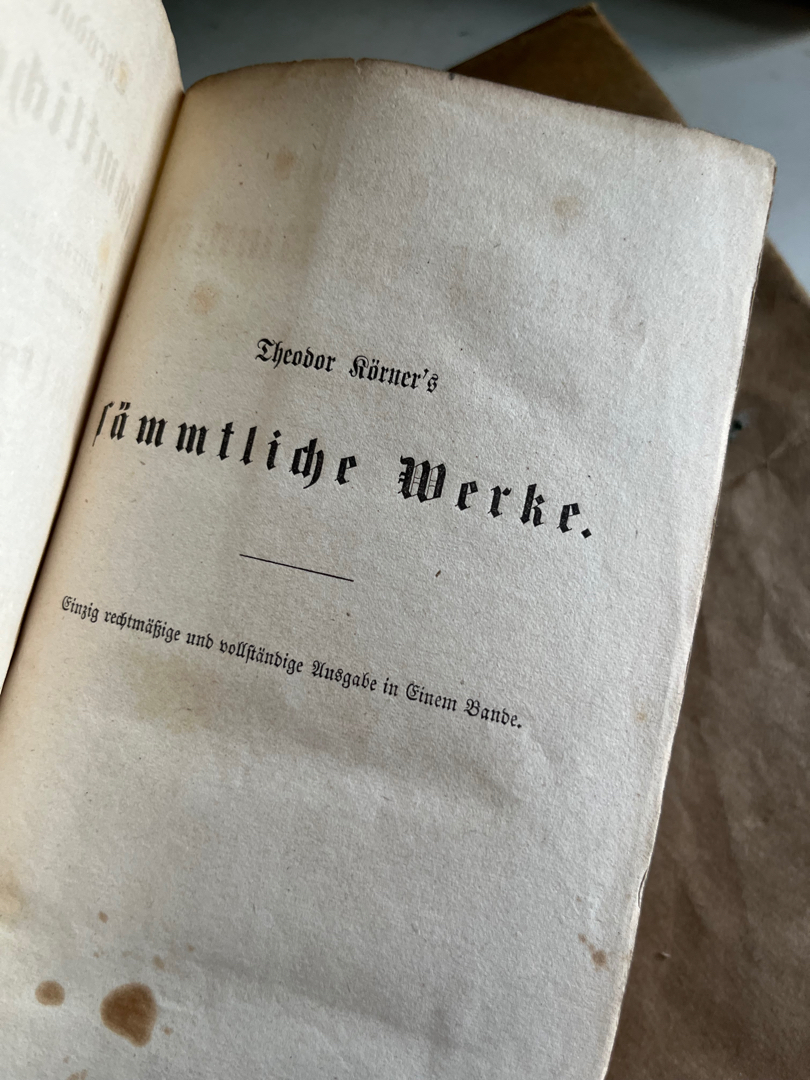 Theodor Körner's
sämmtliche Werke.
Einzig rechtmäßige und vollständige Ausgabe in Einem Bande.